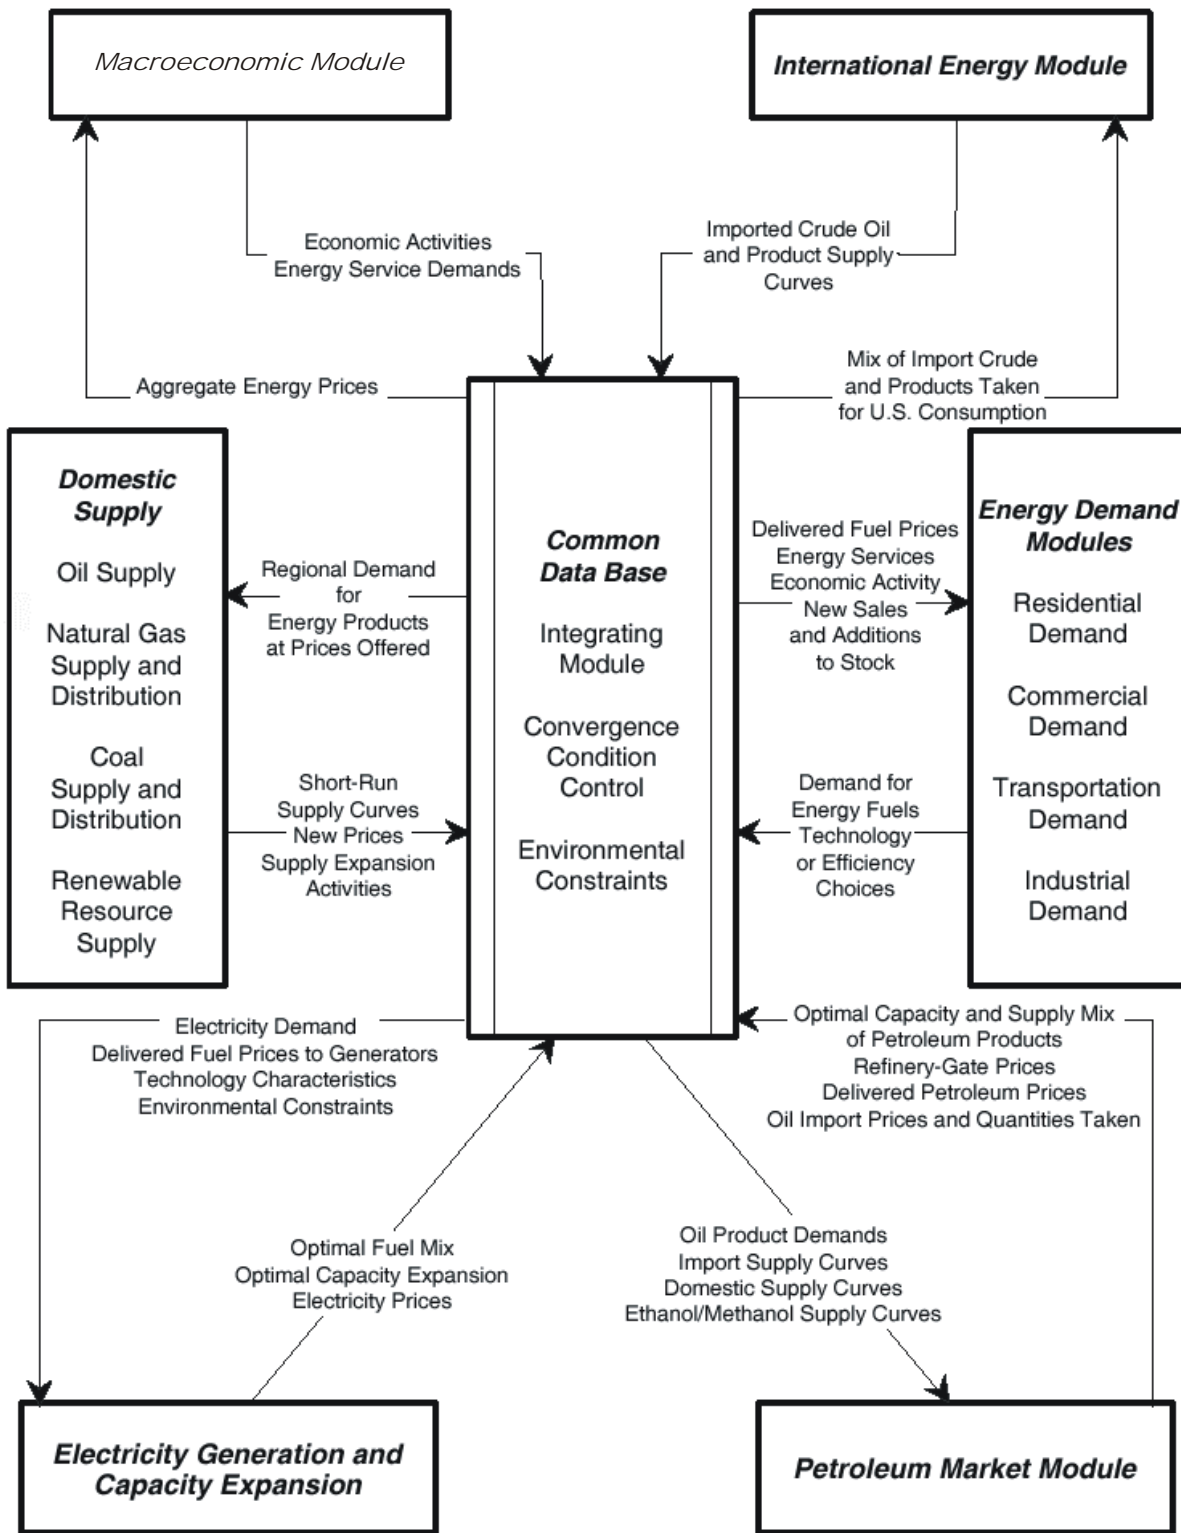 Macroeconomic Module
International Energy Module
Economic Activities
Energy Service Demands
Imported Crude Oil
and Product Supply
Curves
Aggregate Energy Prices
Mix of Import Crude
and Products Taken
for U.S. Consumption
Domestic
Supply
Oil Supply
Natural Gas
Supply and
Distribution
Coal
Supply and
Distribution
Renewable
Resource
Supply
Regional Demand
for
Energy Products
at Prices Offered
Short-Run
Supply Curves
New Prices
Supply Expansion
Activities
Common
Data Base
Integrating
Module
Convergence
Condition
Control
Environmental
Constraints
Delivered Fuel Prices
Energy Services
Economic Activity
New Sales
and Additions
to Stock
Demand for
Energy Fuels
Technology
or Efficiency
Choices
Energy Demand
Modules
Residential
Demand
Commercial
Demand
Transportation
Demand
Industrial
Demand
Electricity Demand
Delivered Fuel Prices to Generators
Technology Characteristics
Environmental Constraints
Optimal Capacity and Supply Mix
of Petroleum Products
Refinery-Gate Prices
Delivered Petroleum Prices
Oil Import Prices and Quantities Taken
Optimal Fuel Mix
Optimal Capacity Expansion
Electricity Prices
Oil Product Demands
Import Supply Curves
Domestic Supply Curves
Ethanol/Methanol Supply Curves
Electricity Generation and
Capacity Expansion
Petroleum Market Module